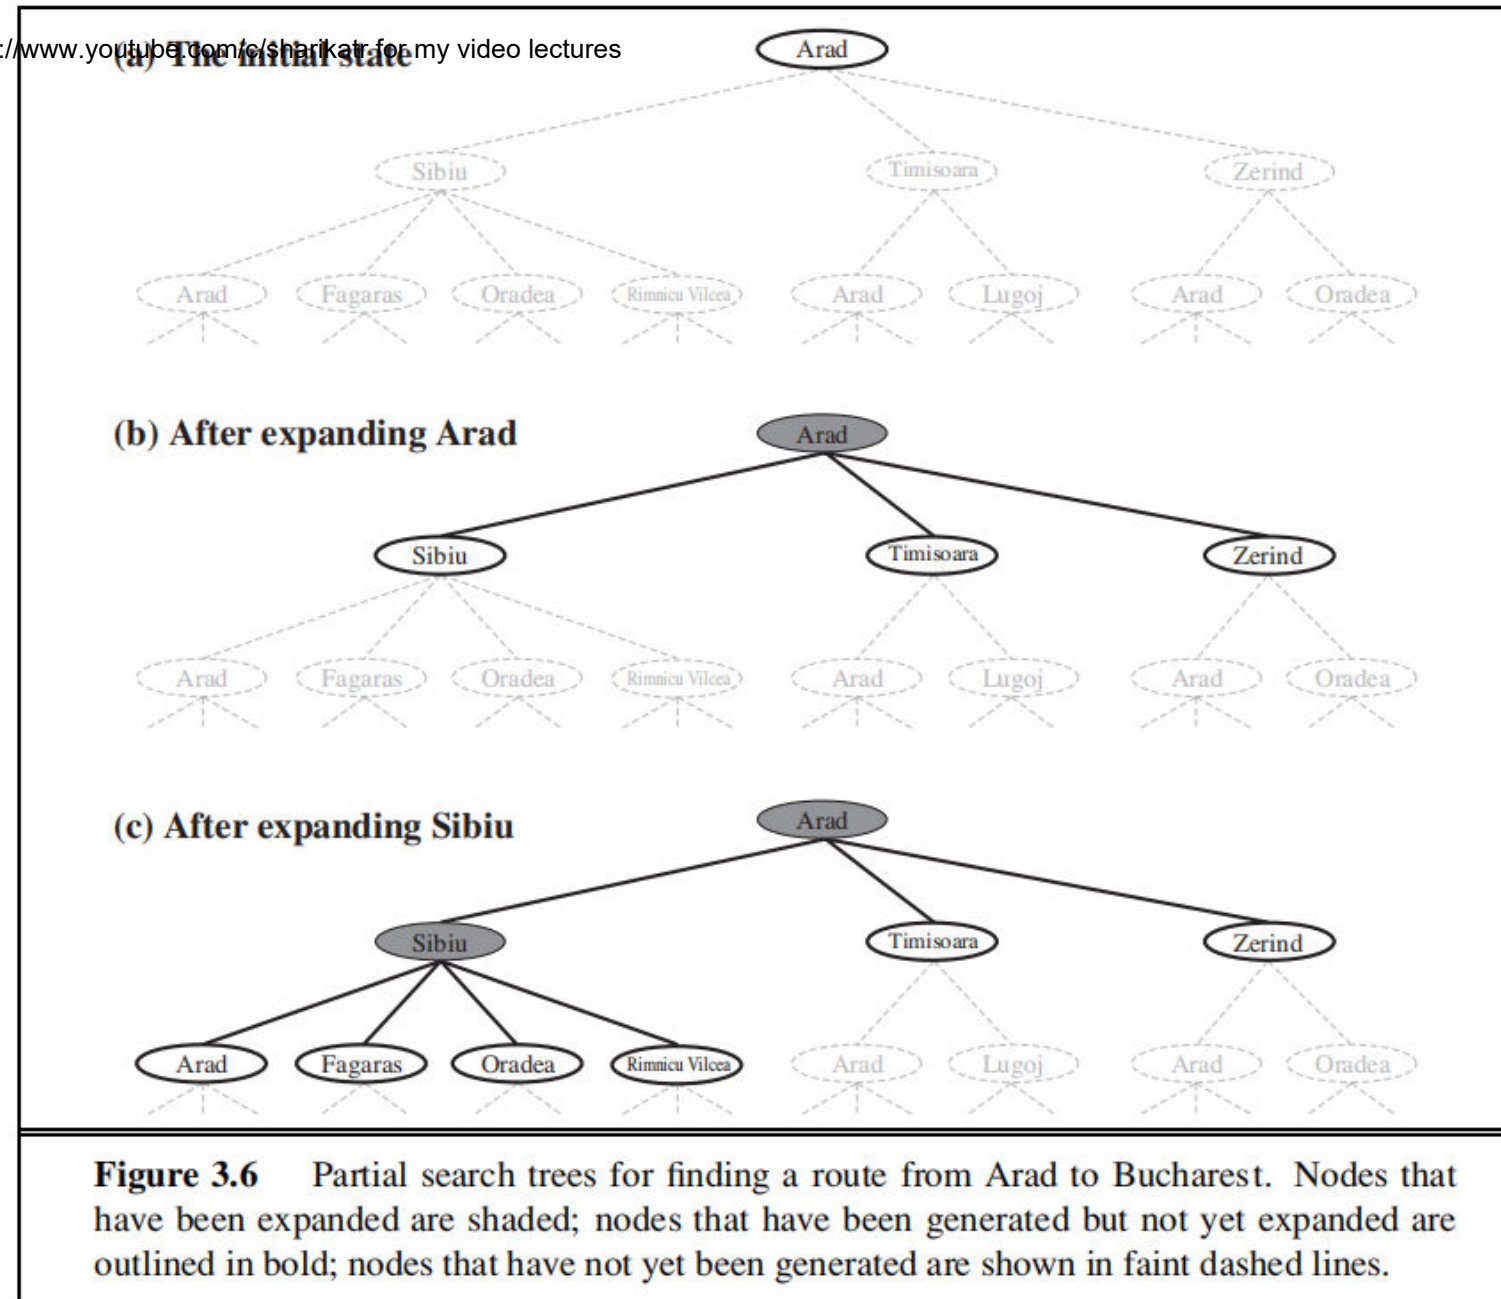 ://www.youtube.com/c/sharikatr for my video lectures
(a) The initial state
Arad
Sibiu Timisoara Zerind
Arad Fagaras Oradea Rimnicu Vilcea Arad Lugoj Arad Oradea
(b) After expanding Arad
Arad
Sibiu Timisoara Zerind
Arad Fagaras Oradea Rimnicu Vilcea Arad Lugoj Arad Oradea
(c) After expanding Sibiu
Arad
Sibiu Timisoara Zerind
Arad Fagaras Oradea Rimnicu Vilcea Arad Lugoj Arad Oradea
Figure 3.6 Partial search trees for finding a route from Arad to Bucharest. Nodes that
have been expanded are shaded; nodes that have been generated but not yet expanded are
outlined in bold; nodes that have not yet been generated are shown in faint dashed lines.